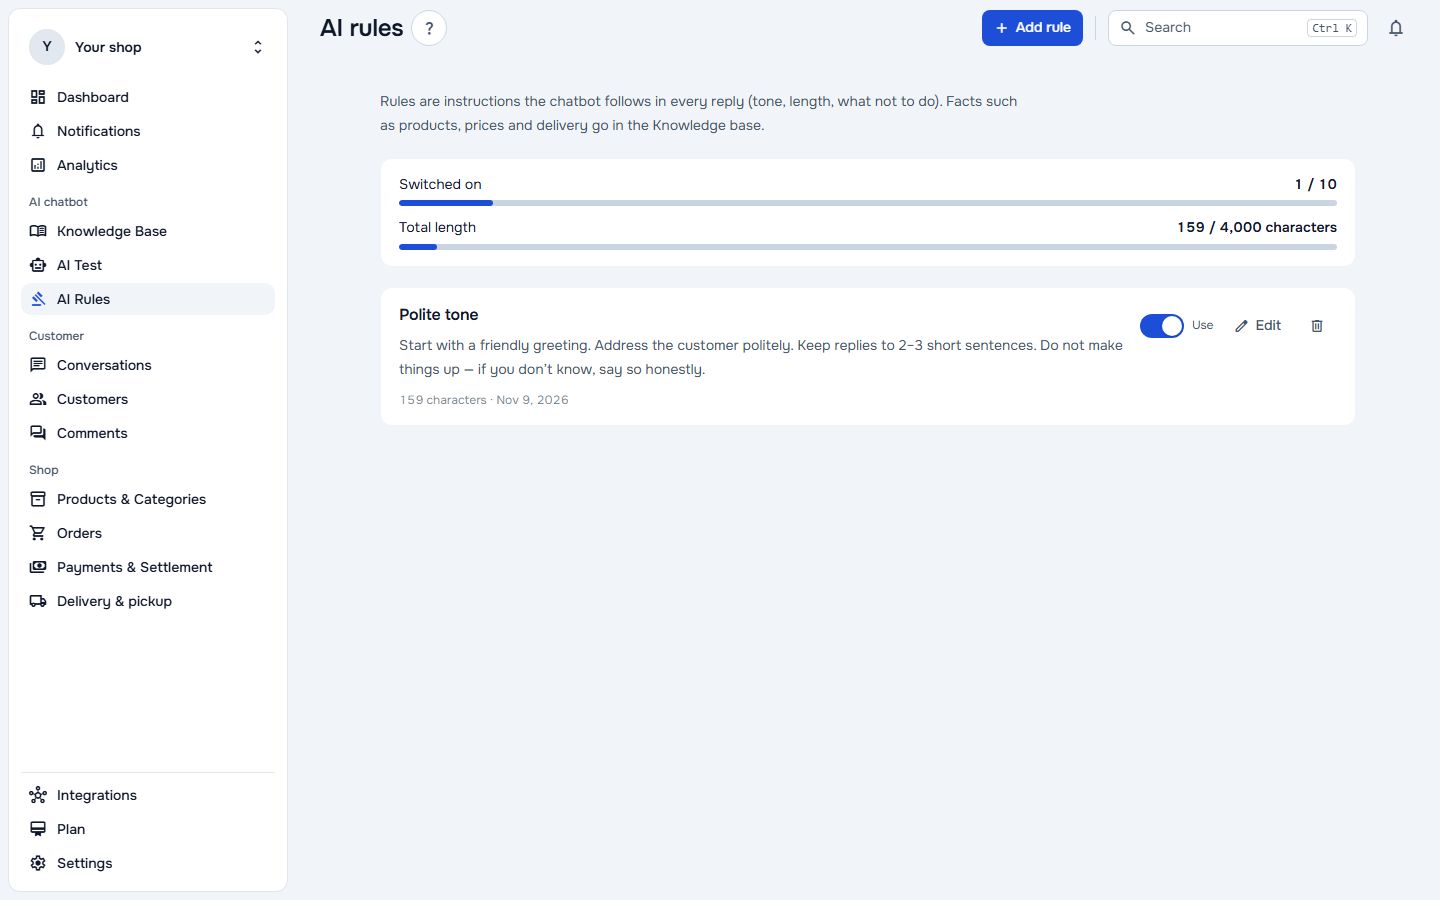 Y
Your shop
Dashboard
Notifications
Analytics
AI chatbot
Knowledge Base
AI Test
AI Rules
Customer
Conversations
Customers
Comments
Shop
Products & Categories
Orders
Payments & Settlement
Delivery & pickup
Integrations
Plan
Settings
AI rules
?
Add rule
Search
Ctrl K
Rules are instructions the chatbot follows in every reply (tone, length, what not to do). Facts such
as products, prices and delivery go in the Knowledge base.
Switched on
1 / 10
Total length
159 / 4,000 characters
Polite tone
Use
Edit
Start with a friendly greeting. Address the customer politely. Keep replies to 2–3 short sentences. Do not make
things up — if you don’t know, say so honestly.
159 characters · Nov 9, 2026